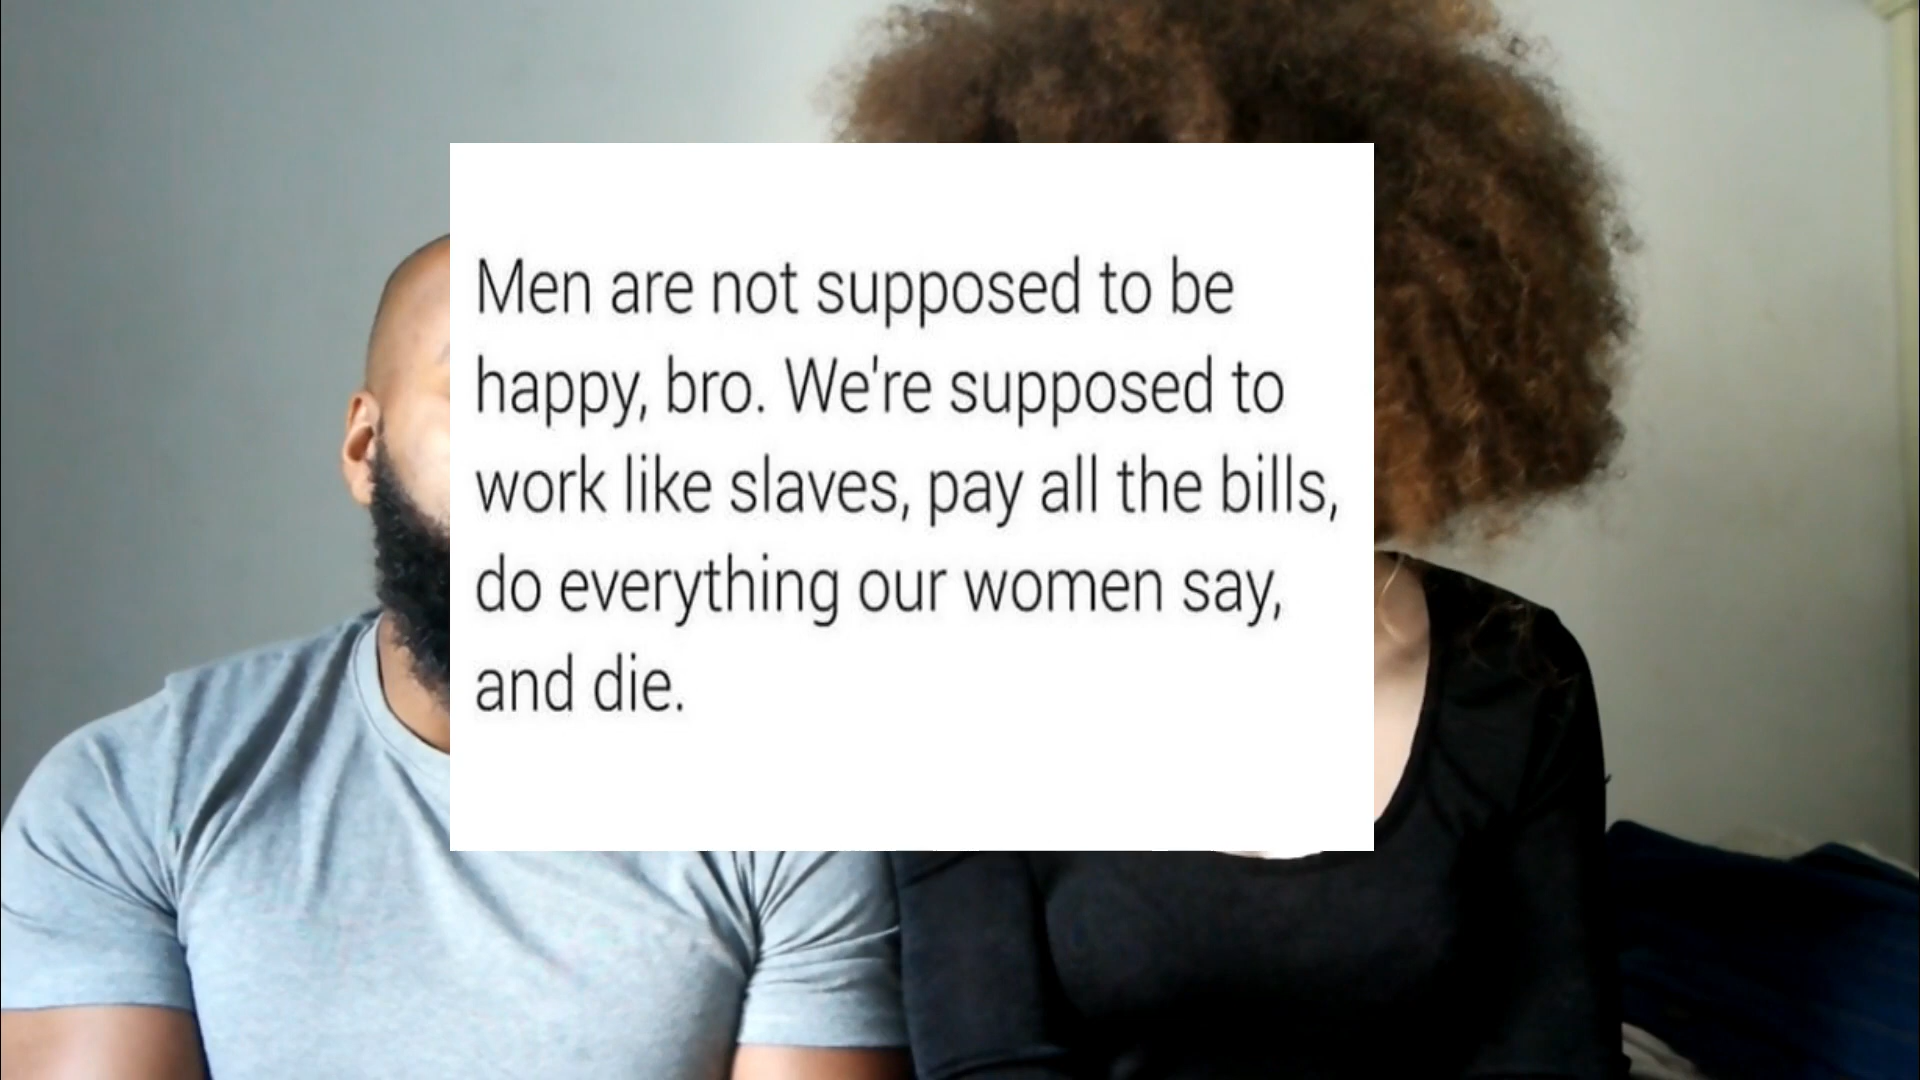 Men are not supposed to be
happy, bro. We're supposed to
work like slaves, pay all the bills,
do everything our women say,
and die.